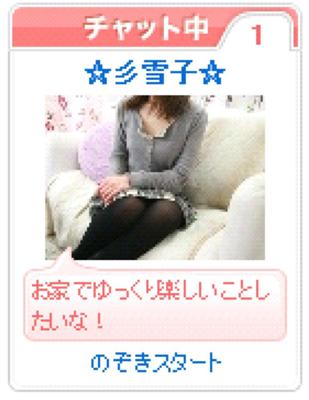 チャット中
1
☆彡雪子☆
お家でゆっくり楽しいことし
たいな！
のぞきスタート